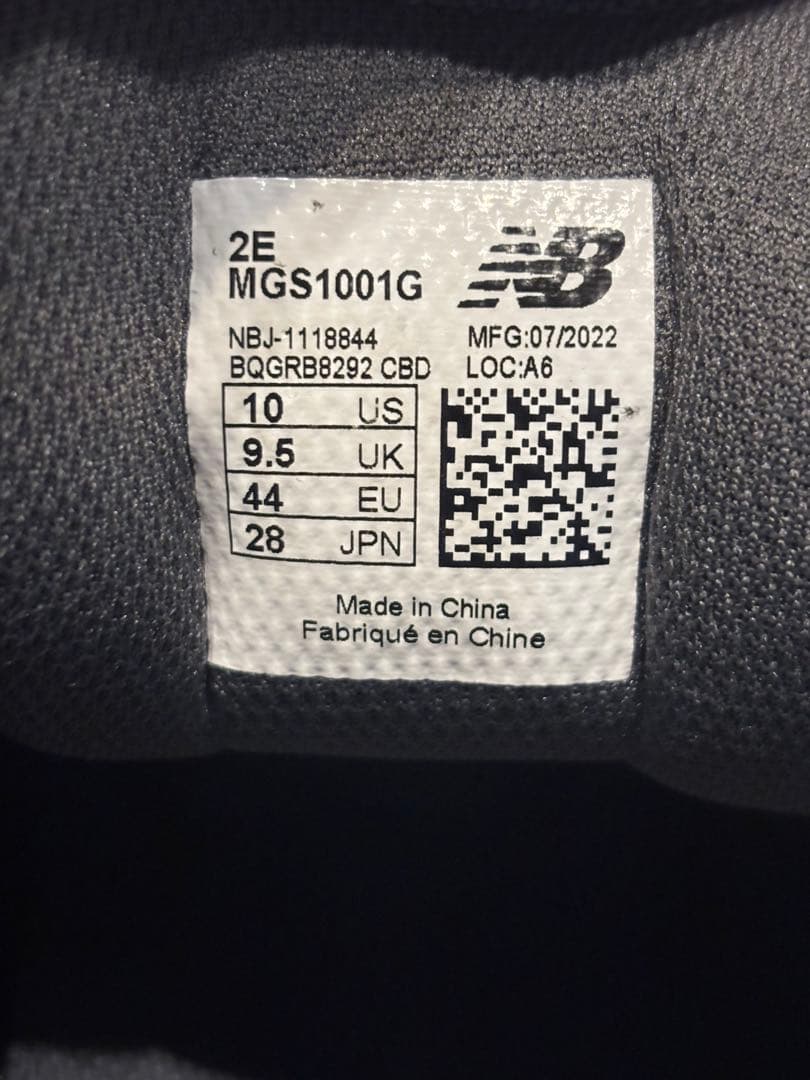 2E
MGS1001G
NB
NBJ-1118844
MFG:07/2022
BQGRB8292 CBD
LOC:A6
10 US
9.5 UK
44 EU
28 JPN
Made in China
Fabriqué en Chine